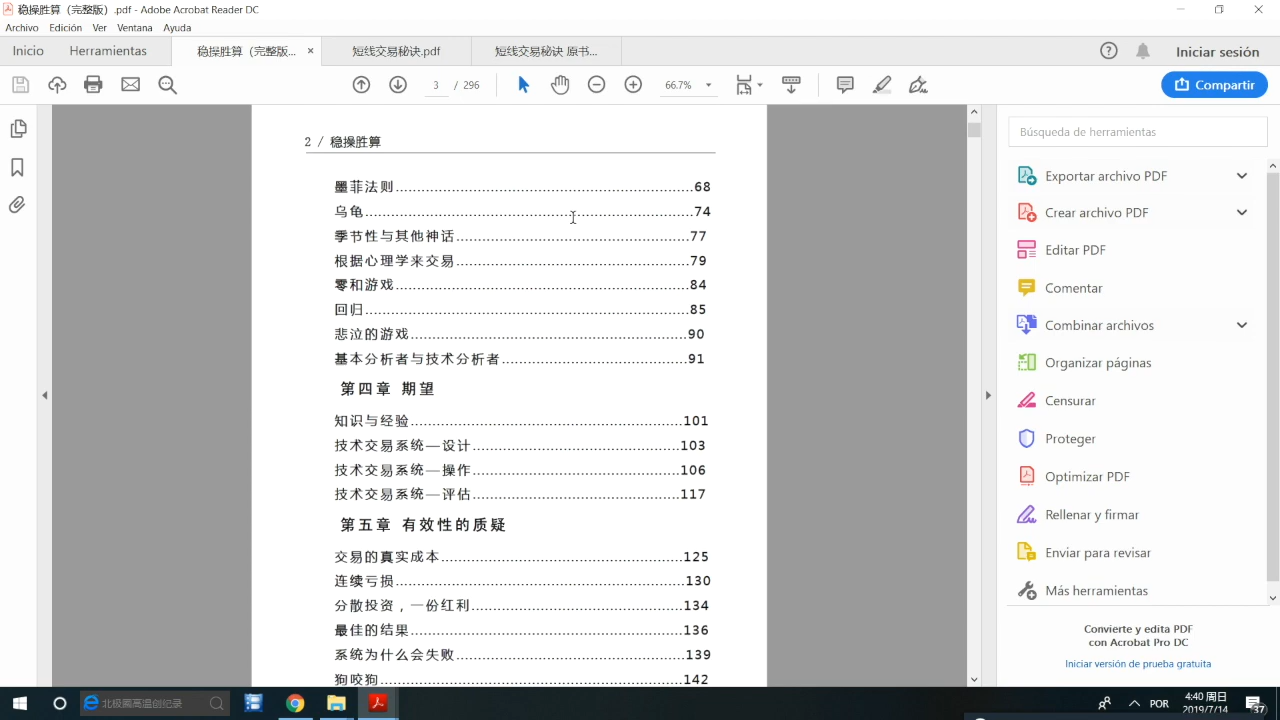 稳操胜算（完整版）.pdf - Adobe Acrobat Reader DC
Archivo Edición Ver Ventana Ayuda
Inicio Herramientas 稳操胜算（完整版... × 短线交易秘诀.pdf 短线交易秘诀 原书... Iniciar sesión
3 / 296 66.7% Compartir
2 / 稳操胜算
墨菲法则...............................................................68
乌龟.....................................................................74
季节性与其他神话.................................................77
根据心理学来交易.................................................79
零和游戏..............................................................84
回归.....................................................................85
悲泣的游戏...........................................................90
基本分析者与技术分析者.......................................91
第四章 期望
知识与经验..........................................................101
技术交易系统—设计............................................103
技术交易系统—操作............................................106
技术交易系统—评估............................................117
第五章 有效性的质疑
交易的真实成本...................................................125
连续亏损.............................................................130
分散投资，一份红利............................................134
最佳的结果..........................................................136
系统为什么会失败................................................139
狗咬狗................................................................142
Búsqueda de herramientas
Exportar archivo PDF
Crear archivo PDF
Editar PDF
Comentar
Combinar archivos
Organizar páginas
Censurar
Proteger
Optimizar PDF
Rellenar y firmar
Enviar para revisar
Más herramientas
Convierte y edita PDF
con Acrobat Pro DC
Iniciar versión de prueba gratuita
北极圈高温创纪录
POR
4:40 周日
2019/7/14
37